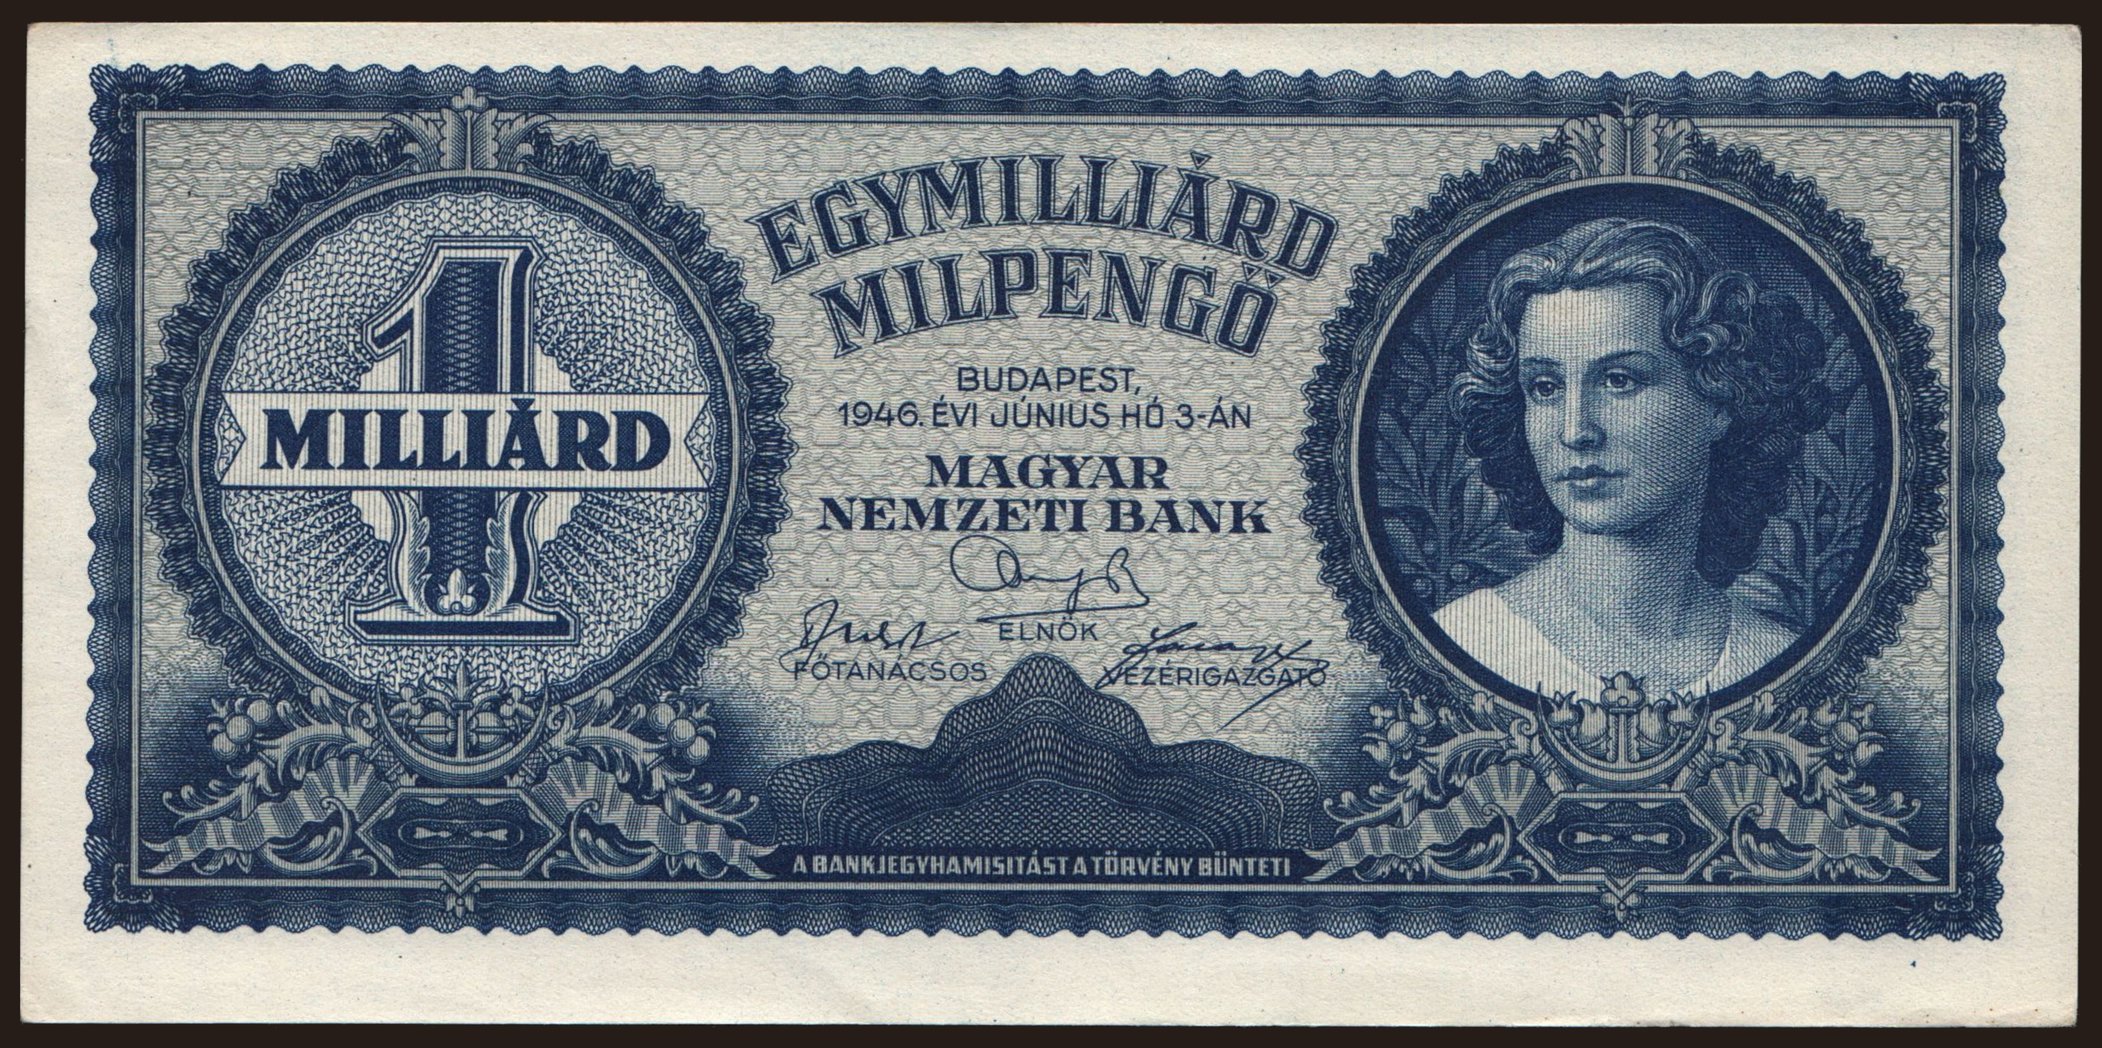 EGYMILLIÁRD
MILPENGŐ
1
MILLIÁRD
BUDAPEST,
1946. ÉVI JÚNIUS HÓ 3-ÁN
MAGYAR
NEMZETI BANK
ELNÖK
FŐTANÁCSOS
VEZÉRIGAZGATÓ
A BANKJEGYHAMISITÁST A TÖRVÉNY BÜNTETI